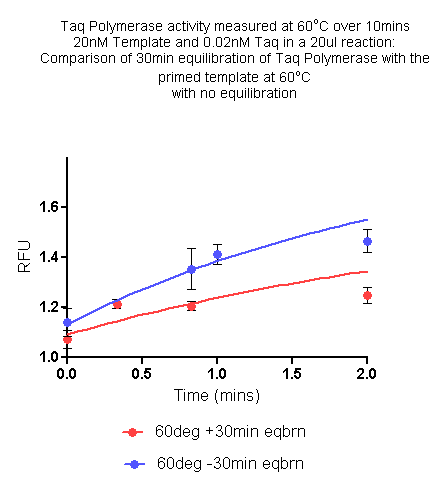 Taq Polymerase activity measured at 60°C over 10mins
20nM Template and 0.02nM Taq in a 20ul reaction:
Comparison of 30min equilibration of Taq Polymerase with the
primed template at 60°C
with no equilibration
1.6
1.4
1.2
1.0
RFU
0.0 0.5 1.0 1.5 2.0
Time (mins)
60deg +30min eqbrn
60deg -30min eqbrn